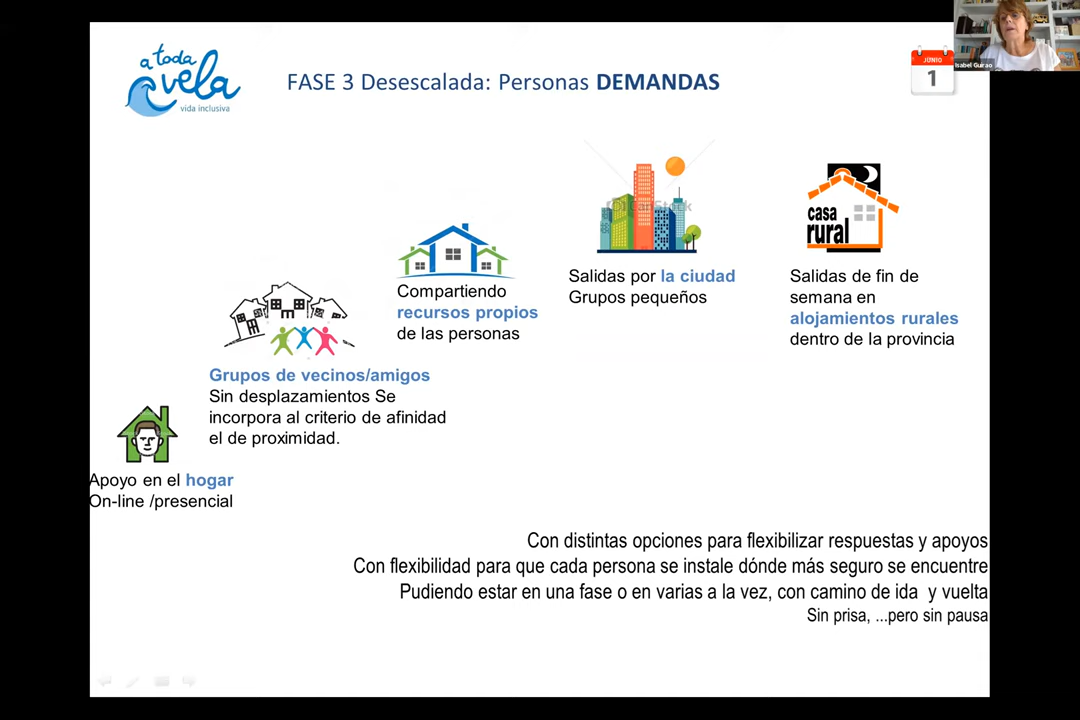 a toda
vela
vida inclusiva
FASE 3 Desescalada: Personas DEMANDAS
JUNIO
1
Isabel Guirao
casa
rural
Salidas por la ciudad
Grupos pequeños
Salidas de fin de
semana en
alojamientos rurales
dentro de la provincia
Compartiendo
recursos propios
de las personas
Grupos de vecinos/amigos
Sin desplazamientos Se
incorpora al criterio de afinidad
el de proximidad.
Apoyo en el hogar
On-line /presencial
Con distintas opciones para flexibilizar respuestas y apoyos
Con flexibilidad para que cada persona se instale dónde más seguro se encuentre
Pudiendo estar en una fase o en varias a la vez, con camino de ida y vuelta
Sin prisa, ...pero sin pausa